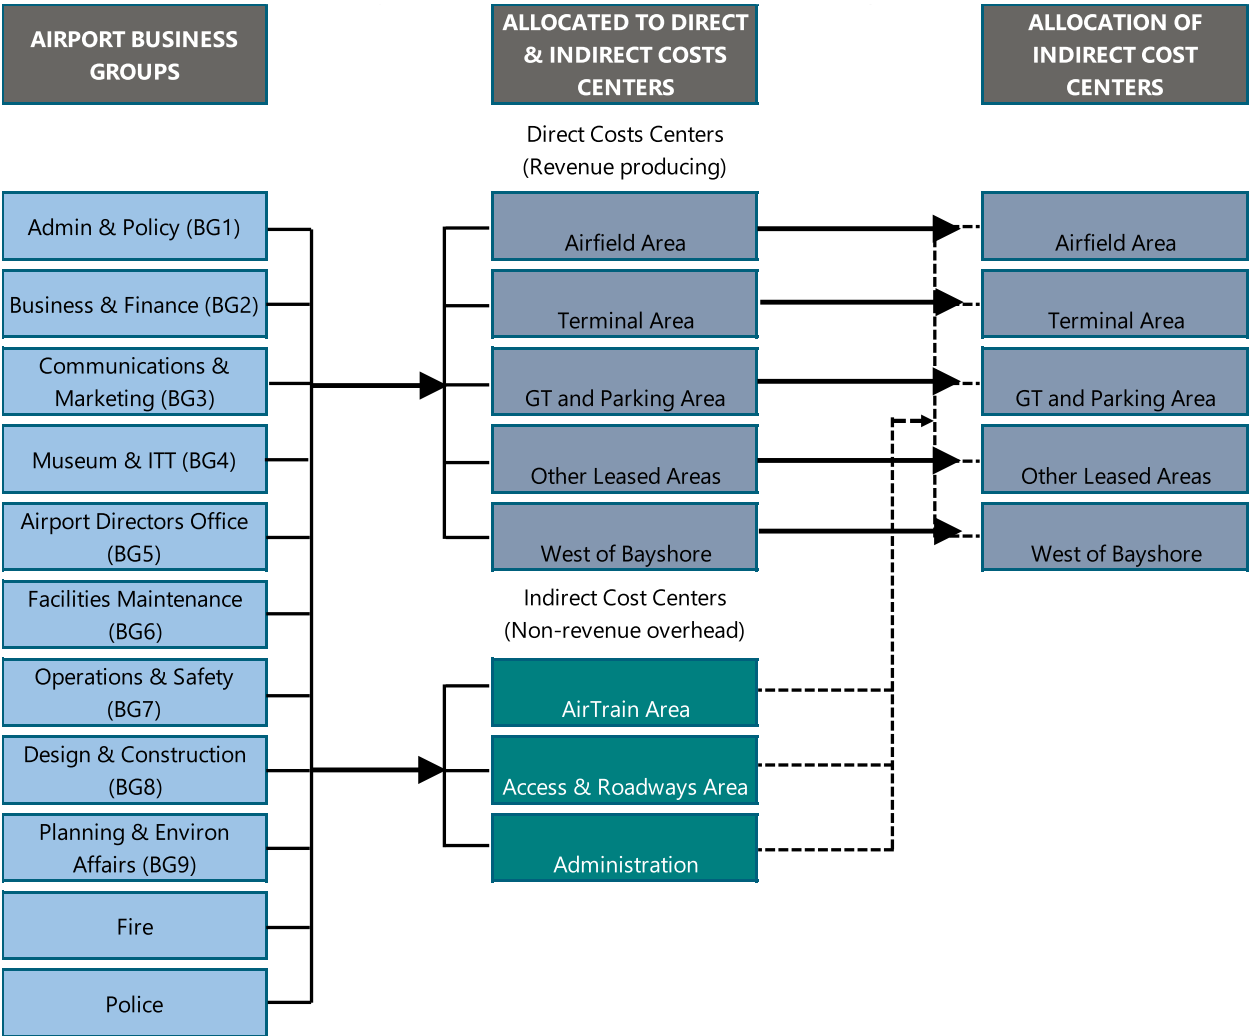 AIRPORT BUSINESS
GROUPS
ALLOCATED TO DIRECT
& INDIRECT COSTS
CENTERS
ALLOCATION OF
INDIRECT COST
CENTERS
Direct Costs Centers
(Revenue producing)
Admin & Policy (BG1)
Business & Finance (BG2)
Communications &
Marketing (BG3)
Museum & ITT (BG4)
Airport Directors Office
(BG5)
Facilities Maintenance
(BG6)
Operations & Safety
(BG7)
Design & Construction
(BG8)
Planning & Environ
Affairs (BG9)
Fire
Police
Airfield Area
Terminal Area
GT and Parking Area
Other Leased Areas
West of Bayshore
Indirect Cost Centers
(Non-revenue overhead)
AirTrain Area
Access & Roadways Area
Administration
Airfield Area
Terminal Area
GT and Parking Area
Other Leased Areas
West of Bayshore